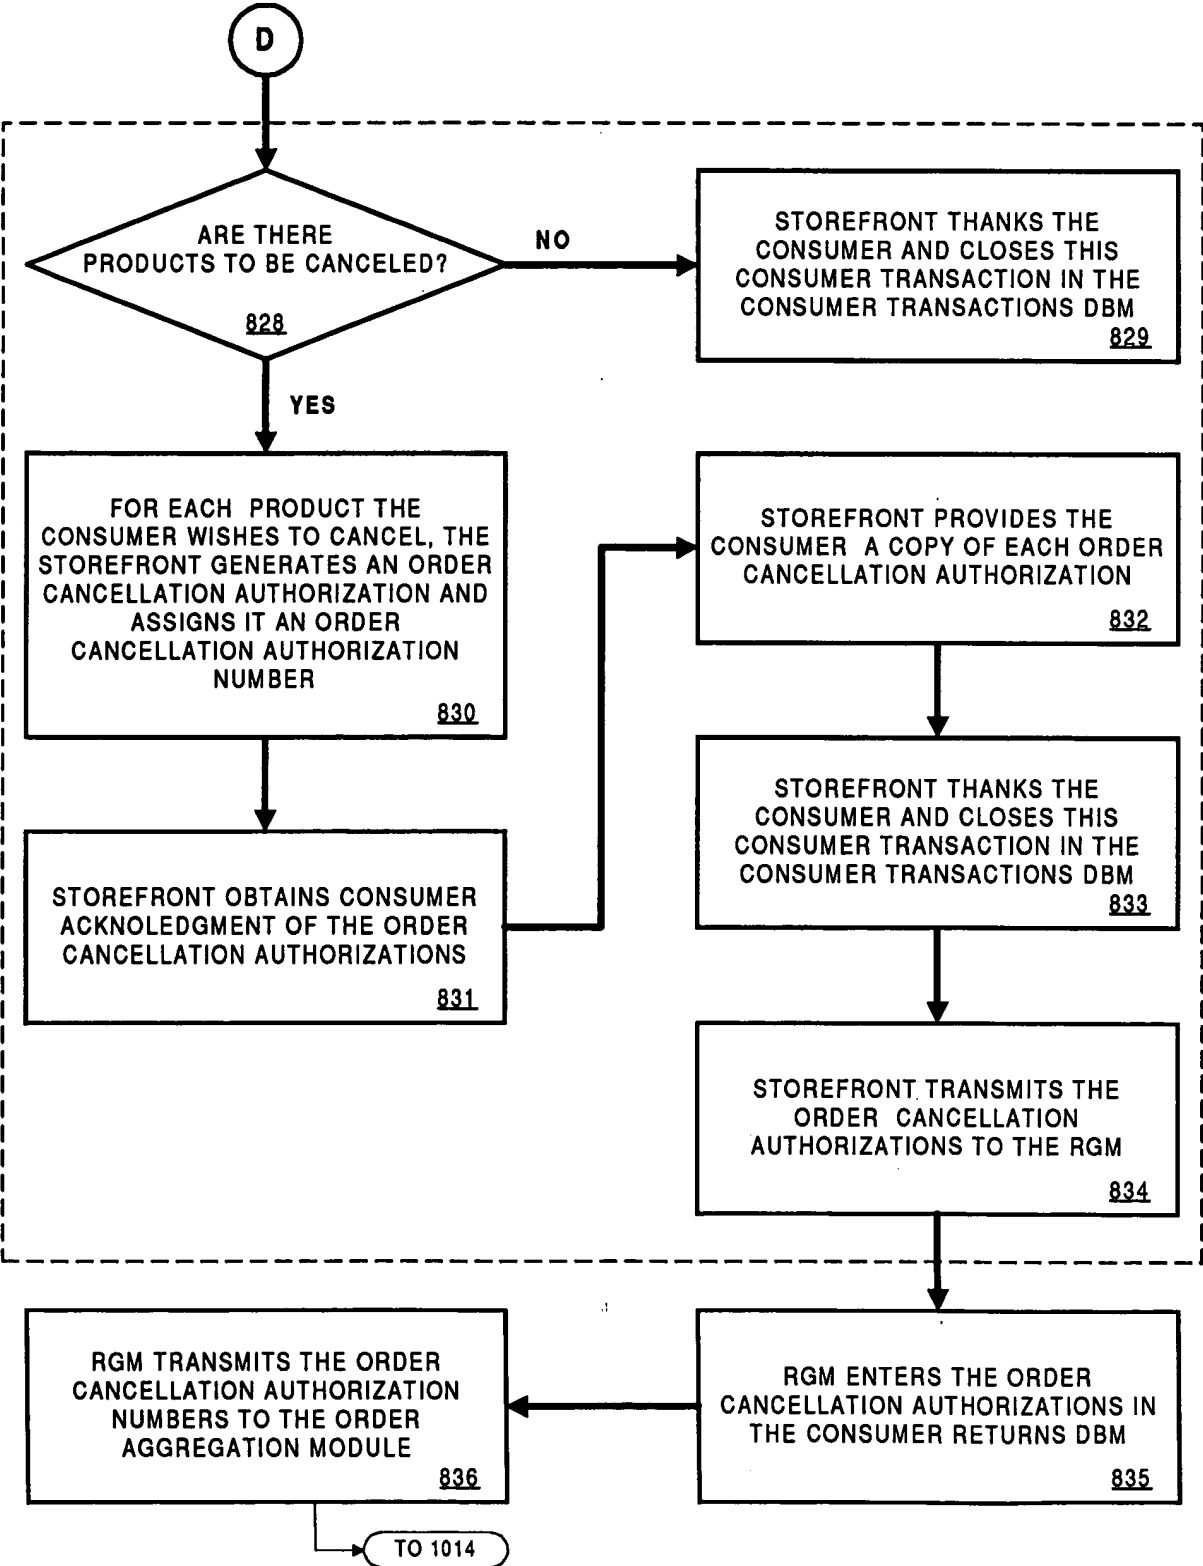 D
ARE THERE
PRODUCTS TO BE CANCELED?
828
NO
STOREFRONT THANKS THE
CONSUMER AND CLOSES THIS
CONSUMER TRANSACTION IN THE
CONSUMER TRANSACTIONS DBM
829
YES
FOR EACH PRODUCT THE
CONSUMER WISHES TO CANCEL, THE
STOREFRONT GENERATES AN ORDER
CANCELLATION AUTHORIZATION AND
ASSIGNS IT AN ORDER
CANCELLATION AUTHORIZATION
NUMBER
830
STOREFRONT OBTAINS CONSUMER
ACKNOLEDGMENT OF THE ORDER
CANCELLATION AUTHORIZATIONS
831
STOREFRONT PROVIDES THE
CONSUMER A COPY OF EACH ORDER
CANCELLATION AUTHORIZATION
832
STOREFRONT THANKS THE
CONSUMER AND CLOSES THIS
CONSUMER TRANSACTION IN THE
CONSUMER TRANSACTIONS DBM
833
STOREFRONT TRANSMITS THE
ORDER CANCELLATION
AUTHORIZATIONS TO THE RGM
834
RGM ENTERS THE ORDER
CANCELLATION AUTHORIZATIONS IN
THE CONSUMER RETURNS DBM
835
RGM TRANSMITS THE ORDER
CANCELLATION AUTHORIZATION
NUMBERS TO THE ORDER
AGGREGATION MODULE
836
TO 1014